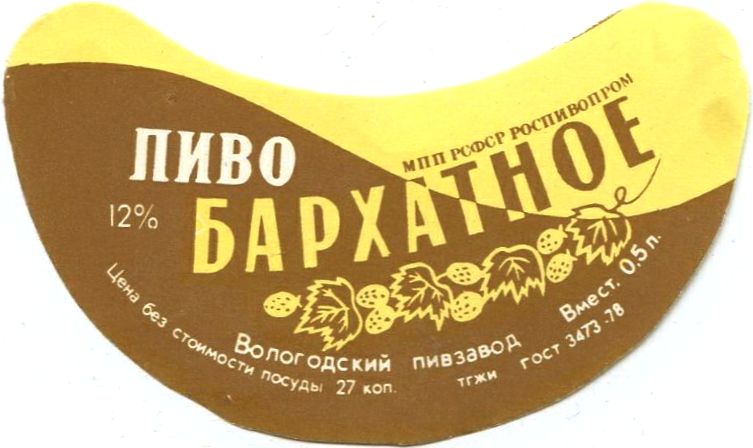 МПП РСФСР РОСПИВОПРОМ
ПИВО
БАРХАТНОЕ
12%
Вологодский пивзавод Вмест. 0,5 л.
Цена без стоимости посуды 27 коп. тгжи ГОСТ 3473-78